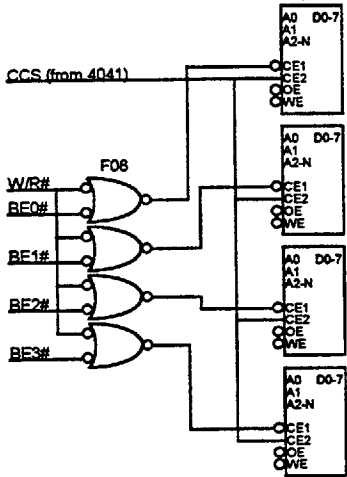 A0 D0-7
A1
A2-N
CE1
CE2
OE
WE
CCS (from 4041)
F08
W/R#
BE0#
BE1#
BE2#
BE3#
A0 D0-7
A1
A2-N
CE1
CE2
OE
WE
A0 D0-7
A1
A2-N
CE1
CE2
OE
WE
A0 D0-7
A1
A2-N
CE1
CE2
OE
WE